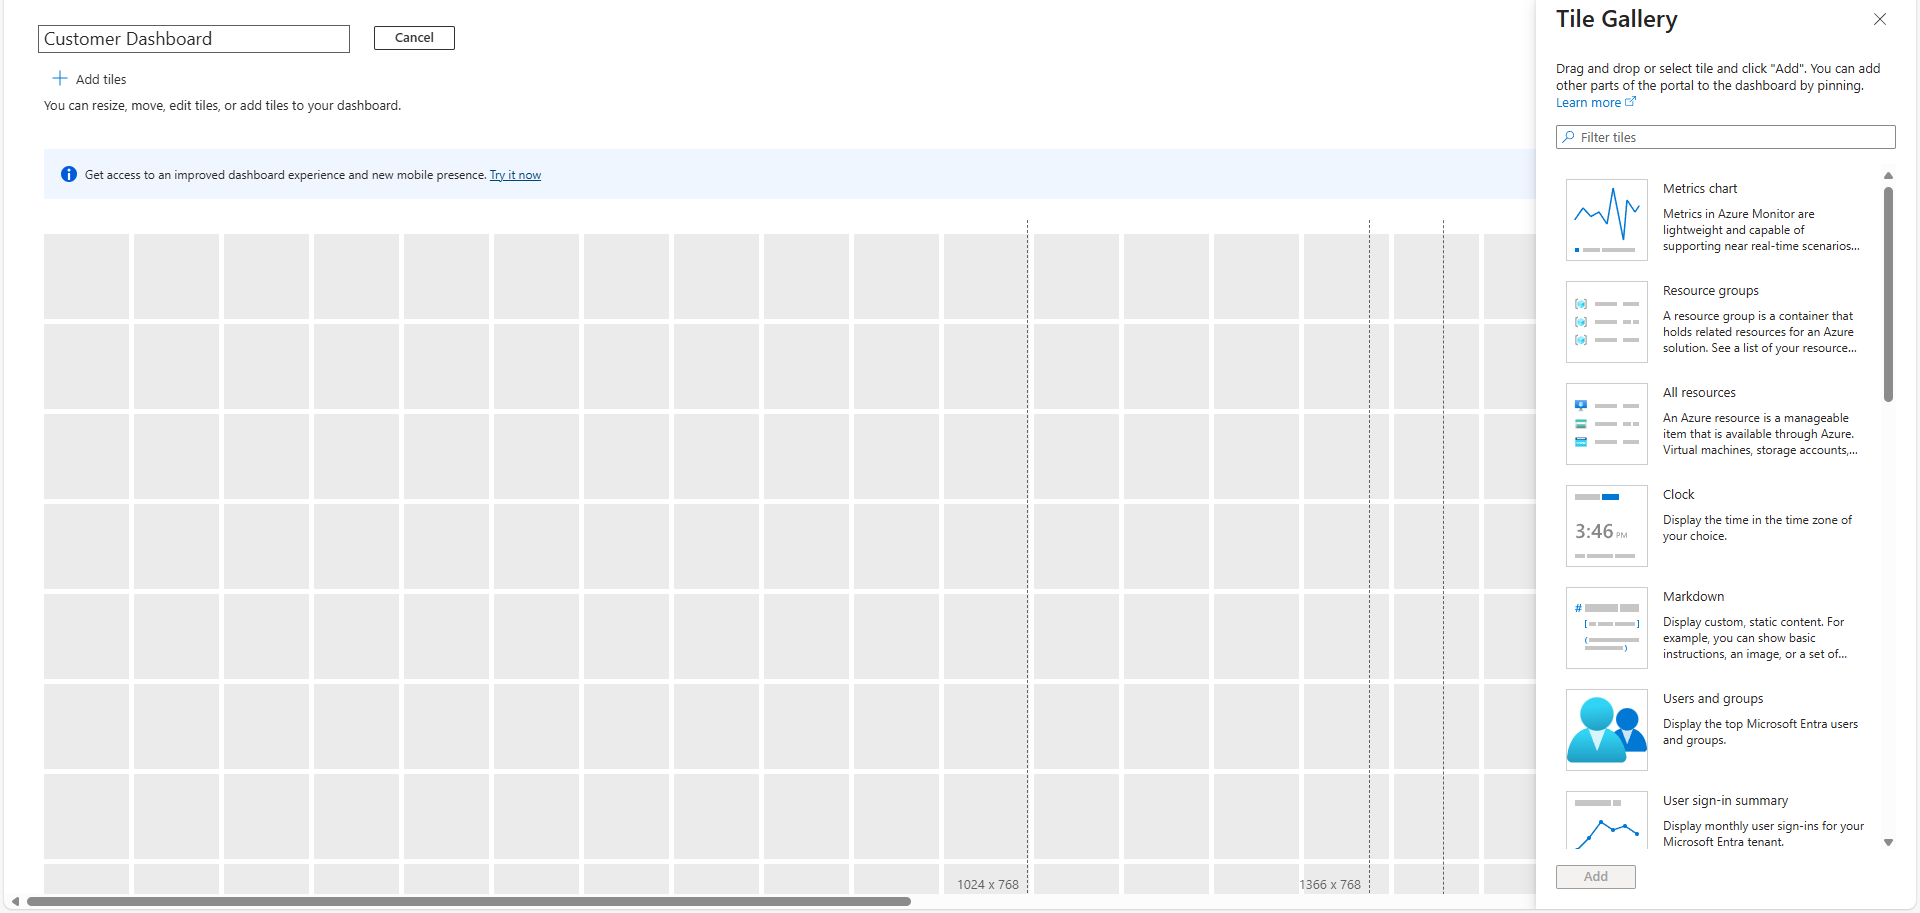 Customer Dashboard
Cancel
Add tiles
You can resize, move, edit tiles, or add tiles to your dashboard.
Get access to an improved dashboard experience and new mobile presence. Try it now
1024 x 768
1366 x 768
Tile Gallery
Drag and drop or select tile and click "Add". You can add
other parts of the portal to the dashboard by pinning.
Learn more
Filter tiles
Metrics chart
Metrics in Azure Monitor are
lightweight and capable of
supporting near real-time scenarios...
Resource groups
A resource group is a container that
holds related resources for an Azure
solution. See a list of your resource...
All resources
An Azure resource is a manageable
item that is available through Azure.
Virtual machines, storage accounts,...
3:46 PM
Clock
Display the time in the time zone of
your choice.
#
Markdown
Display custom, static content. For
example, you can show basic
instructions, an image, or a set of...
Users and groups
Display the top Microsoft Entra users
and groups.
User sign-in summary
Display monthly user sign-ins for your
Microsoft Entra tenant.
Add